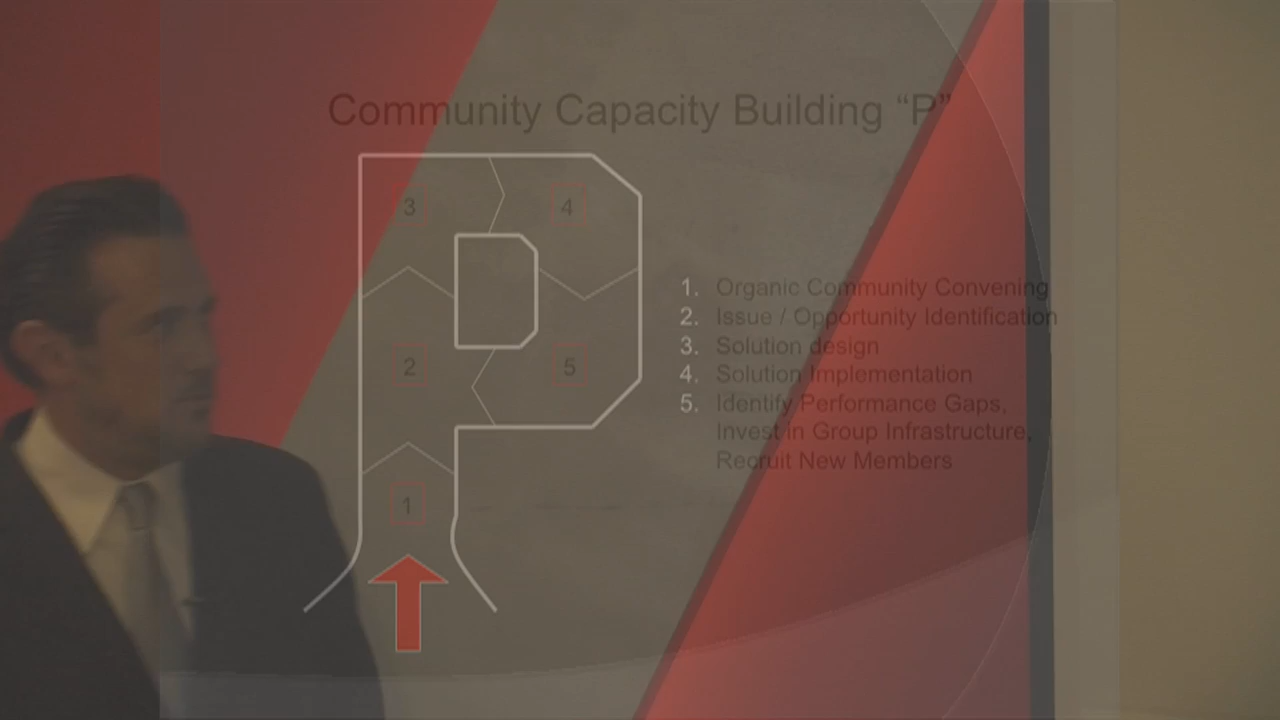 Community Capacity Building “P”
3 4
2 5
1
1. Organic Community Convening
2. Issue / Opportunity Identification
3. Solution design
4. Solution Implementation
5. Identify Performance Gaps,
Invest in Group Infrastructure,
Recruit New Members